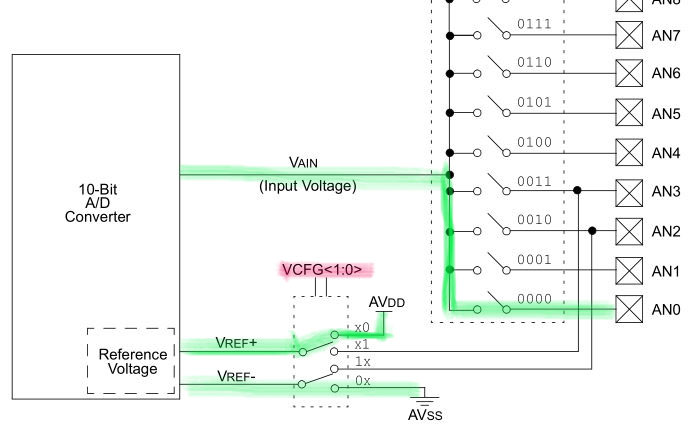 AN8
0111 AN7
0110 AN6
0101 AN5
0100 AN4
VAIN
(Input Voltage)
0011 AN3
10-Bit
A/D
Converter
0010 AN2
0001 AN1
VCFG<1:0>
0000 AN0
AVDD
x0
VREF+
x1
Reference
Voltage
1x
VREF-
0x
AVSS